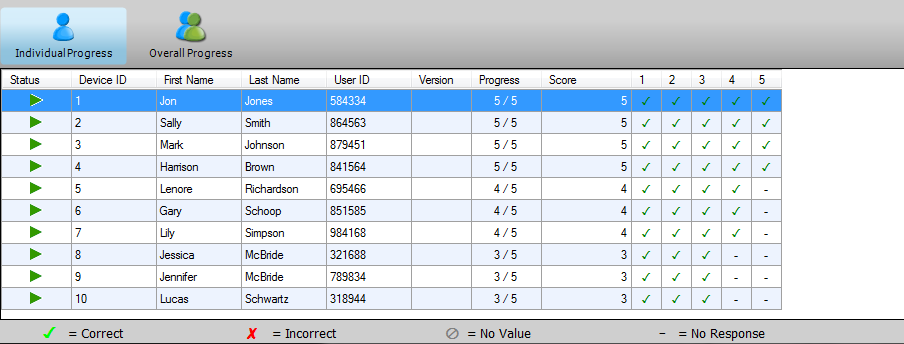 Individual Progress Overall Progress
Status Device ID First Name Last Name User ID Version Progress Score 1 2 3 4 5
1 Jon Jones 584334 5 / 5 5 ✓ ✓ ✓ ✓ ✓
2 Sally Smith 864563 5 / 5 5 ✓ ✓ ✓ ✓ ✓
3 Mark Johnson 879451 5 / 5 5 ✓ ✓ ✓ ✓ ✓
4 Harrison Brown 841564 5 / 5 5 ✓ ✓ ✓ ✓ ✓
5 Lenore Richardson 695466 4 / 5 4 ✓ ✓ ✓ ✓ -
6 Gary Schoop 851585 4 / 5 4 ✓ ✓ ✓ ✓ -
7 Lily Simpson 984168 4 / 5 4 ✓ ✓ ✓ ✓ -
8 Jessica McBride 321688 3 / 5 3 ✓ ✓ ✓ - -
9 Jennifer McBride 789834 3 / 5 3 ✓ ✓ ✓ - -
10 Lucas Schwartz 318944 3 / 5 3 ✓ ✓ ✓ - -
✓ = Correct ✗ = Incorrect ⊘ = No Value - = No Response